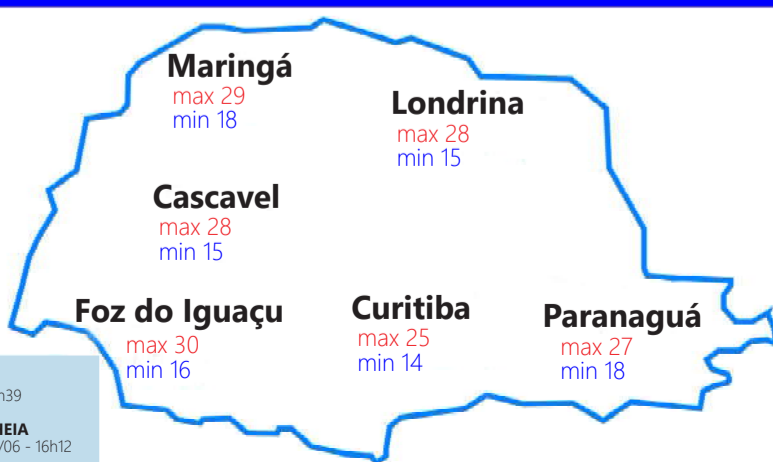 Maringá
max 29
min 18
Londrina
max 28
min 15
Cascavel
max 28
min 15
Foz do Iguaçu
max 30
min 16
Curitiba
max 25
min 14
Paranaguá
max 27
min 18
h39
/06 - 16h12